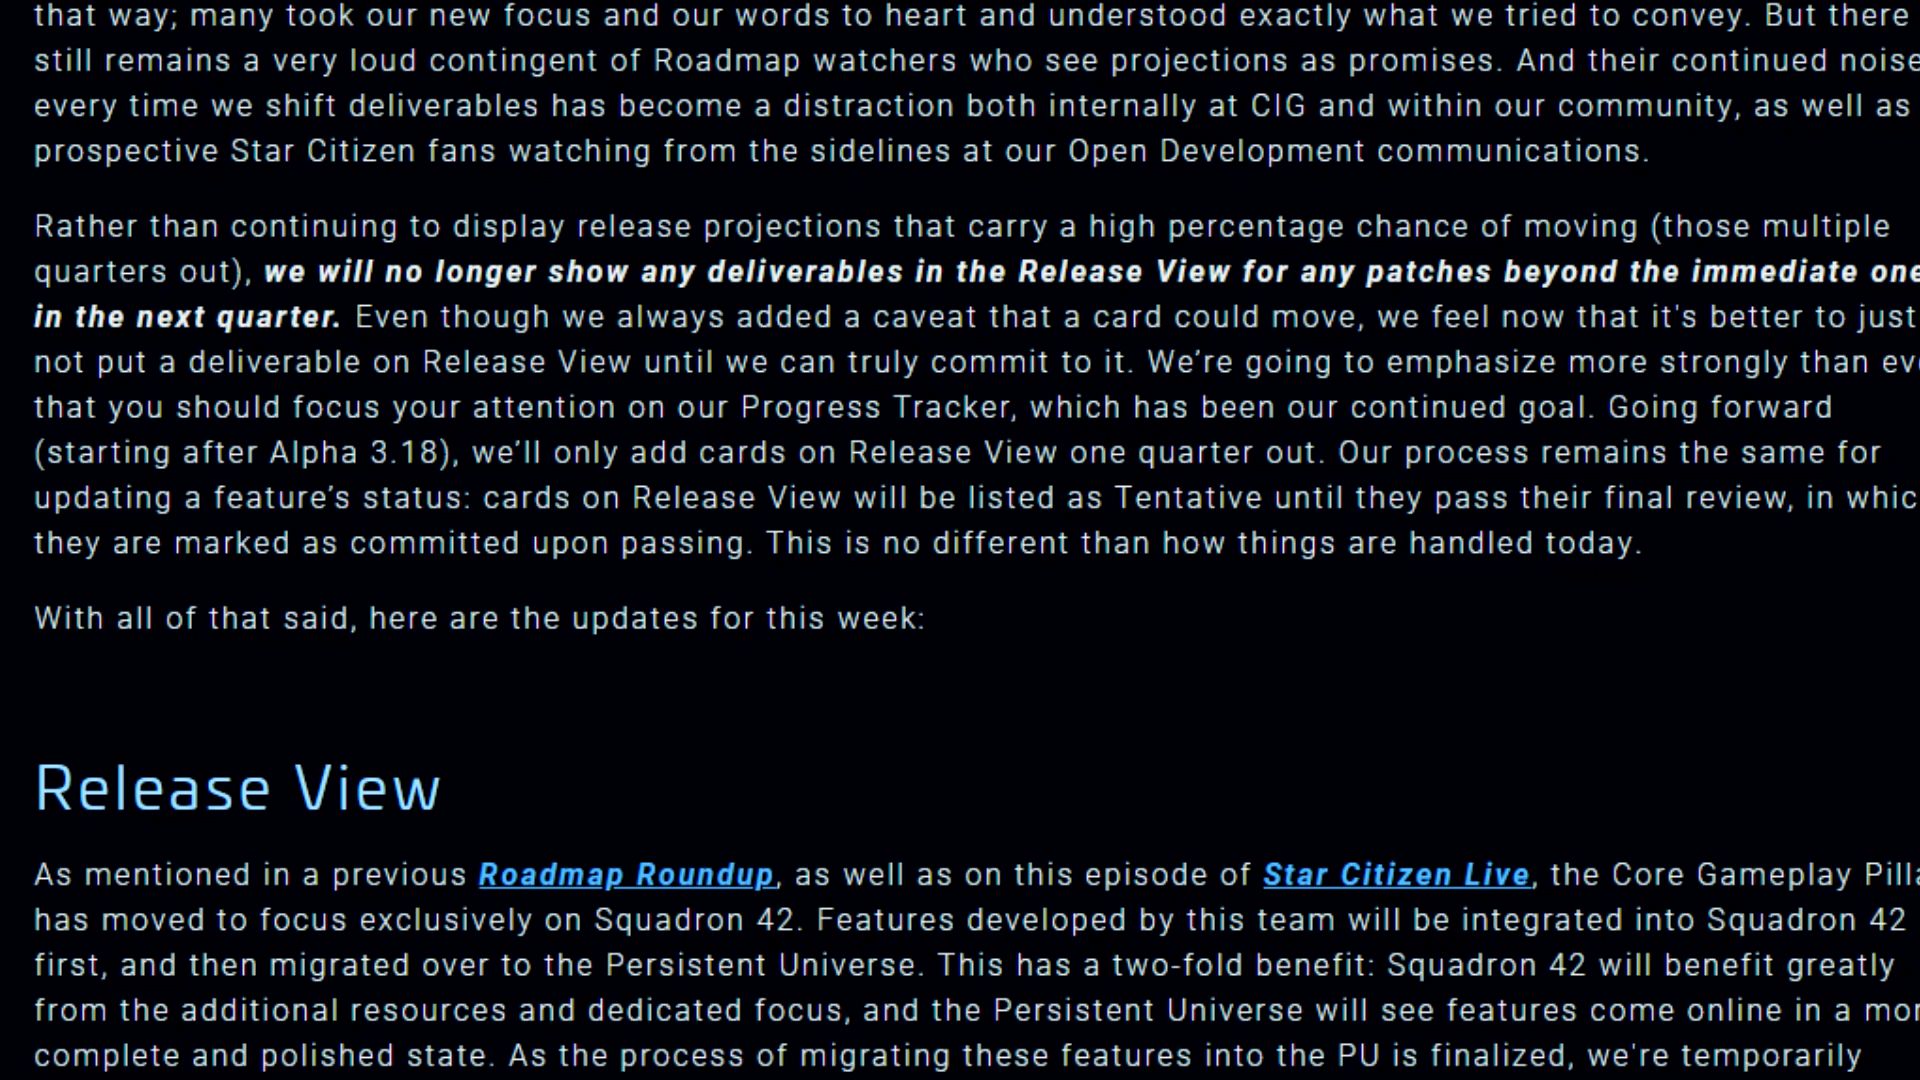 that way; many took our new focus and our words to heart and understood exactly what we tried to convey. But there
still remains a very loud contingent of Roadmap watchers who see projections as promises. And their continued noise
every time we shift deliverables has become a distraction both internally at CIG and within our community, as well as
prospective Star Citizen fans watching from the sidelines at our Open Development communications.
Rather than continuing to display release projections that carry a high percentage chance of moving (those multiple
quarters out), we will no longer show any deliverables in the Release View for any patches beyond the immediate one
in the next quarter. Even though we always added a caveat that a card could move, we feel now that it's better to just
not put a deliverable on Release View until we can truly commit to it. We’re going to emphasize more strongly than
that you should focus your attention on our Progress Tracker, which has been our continued goal. Going forward
(starting after Alpha 3.18), we’ll only add cards on Release View one quarter out. Our process remains the same for
updating a feature’s status: cards on Release View will be listed as Tentative until they pass their final review, in
they are marked as committed upon passing. This is no different than how things are handled today.
With all of that said, here are the updates for this week:
Release View
As mentioned in a previous Roadmap Roundup, as well as on this episode of Star Citizen Live, the Core Gameplay
has moved to focus exclusively on Squadron 42. Features developed by this team will be integrated into Squadron 42
first, and then migrated over to the Persistent Universe. This has a two-fold benefit: Squadron 42 will benefit greatly
from the additional resources and dedicated focus, and the Persistent Universe will see features come online in a
complete and polished state. As the process of migrating these features into the PU is finalized, we're temporarily